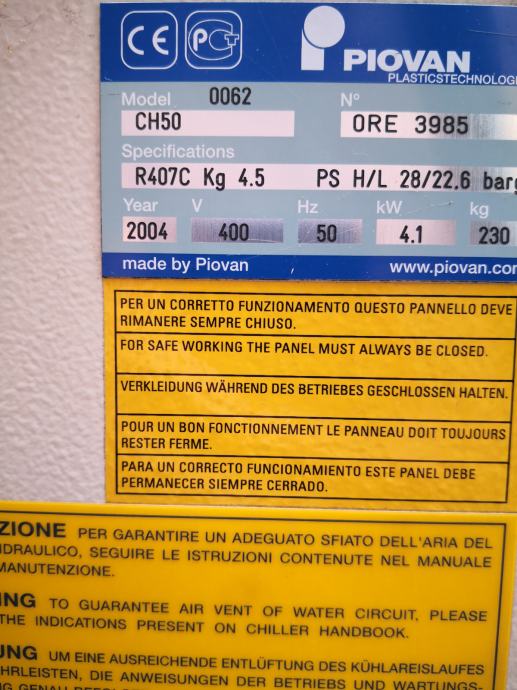 CE PCT PIOVAN
PLASTICSTECHNOLOGI
Model 0062 N°
CH50 ORE 3985
Specifications
R407C Kg 4.5 PS H/L 28/22.6 barg
Year V Hz kW kg
2004 400 50 4.1 230
made by Piovan www.piovan.com
PER UN CORRETTO FUNZIONAMENTO QUESTO PANNELLO DEVE
RIMANERE SEMPRE CHIUSO.
FOR SAFE WORKING THE PANEL MUST ALWAYS BE CLOSED.
VERKLEIDUNG WÄHREND DES BETRIEBES GESCHLOSSEN HALTEN.
POUR UN BON FONCTIONNEMENT LE PANNEAU DOIT TOUJOURS
RESTER FERME.
PARA UN CORRECTO FUNCIONAMIENTO ESTE PANEL DEBE
PERMANECER SIEMPRE CERRADO.
ZIONE PER GARANTIRE UN ADEGUATO SFIATO DELL'ARIA DEL
IDRAULICO, SEGUIRE LE ISTRUZIONI CONTENUTE NEL MANUALE
MANUTENZIONE.
ING TO GUARANTEE AIR VENT OF WATER CIRCUIT, PLEASE
THE INDICATIONS PRESENT ON CHILLER HANDBOOK.
UNG UM EINE AUSREICHENDE ENTLÜFTUNG DES KÜHLAREISLAUFES
HRLEISTEN, DIE ANWEISUNGEN DER BETRIEBS UND WARTUNGS-